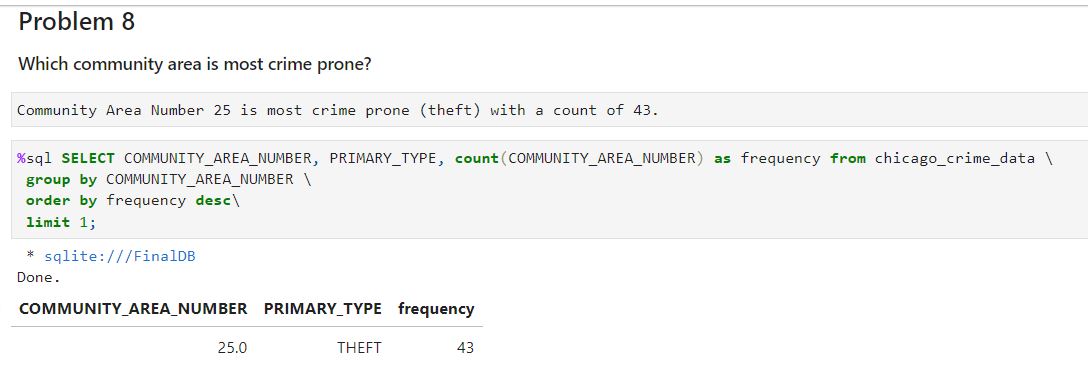 Problem 8
Which community area is most crime prone?
Community Area Number 25 is most crime prone (theft) with a count of 43.
%sql SELECT COMMUNITY_AREA_NUMBER, PRIMARY_TYPE, count(COMMUNITY_AREA_NUMBER) as frequency from chicago_crime_data \
group by COMMUNITY_AREA_NUMBER \
order by frequency desc\
limit 1;
* sqlite:///FinalDB
Done.
COMMUNITY_AREA_NUMBER PRIMARY_TYPE frequency
25.0 THEFT 43